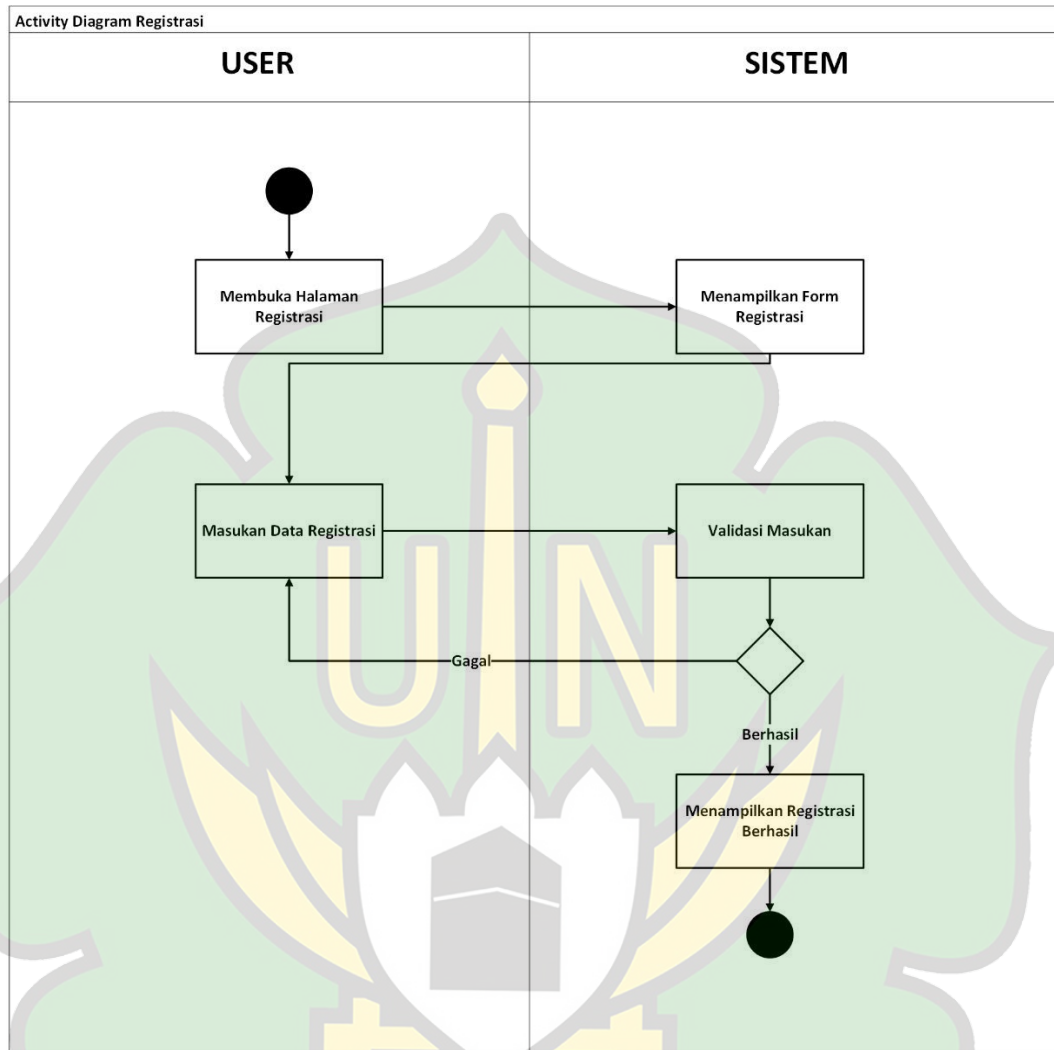 Activity Diagram Registrasi
USER
SISTEM
Membuka Halaman
Registrasi
Menampilkan Form
Registrasi
Masukan Data Registrasi
Validasi Masukan
Gagal
Berhasil
Menampilkan Registrasi
Berhasil
UIN